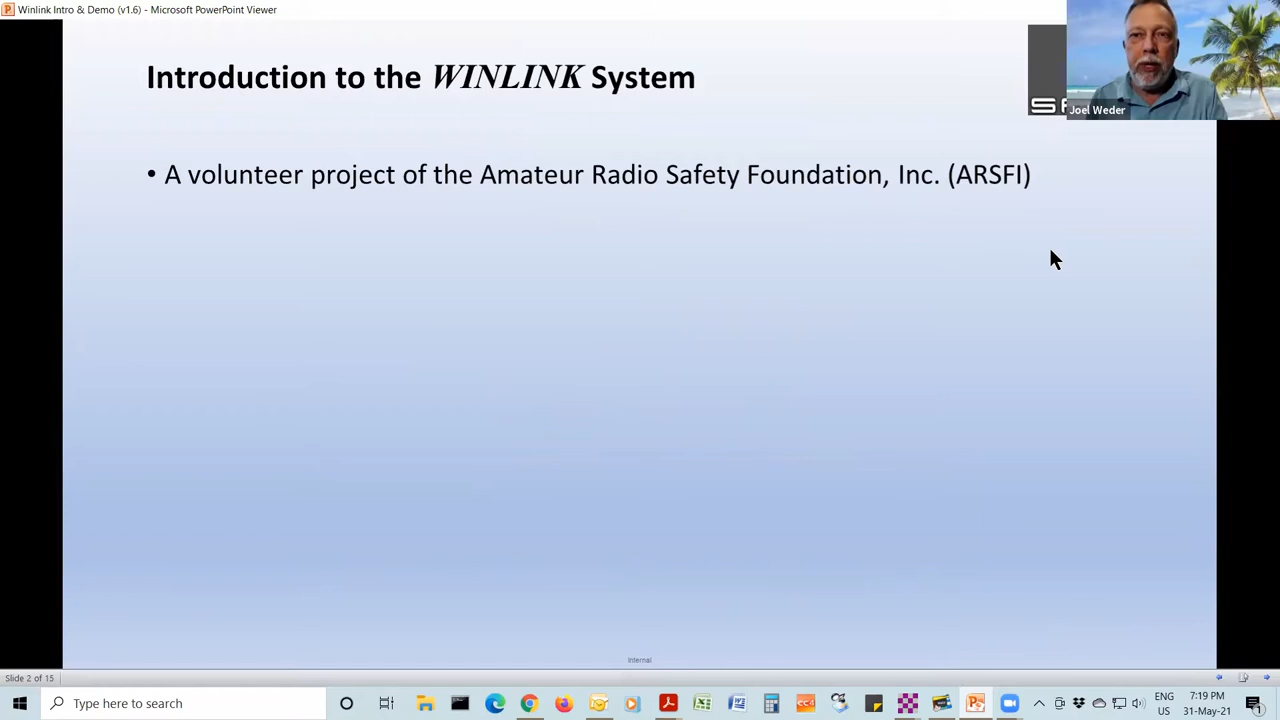 Winlink Intro & Demo (v1.6) - Microsoft PowerPoint Viewer
Introduction to the WINLINK System
Joel Weder
• A volunteer project of the Amateur Radio Safety Foundation, Inc. (ARSFI)
Internal
Slide 2 of 15
Type here to search
ENG
US
7:19 PM
31-May-21